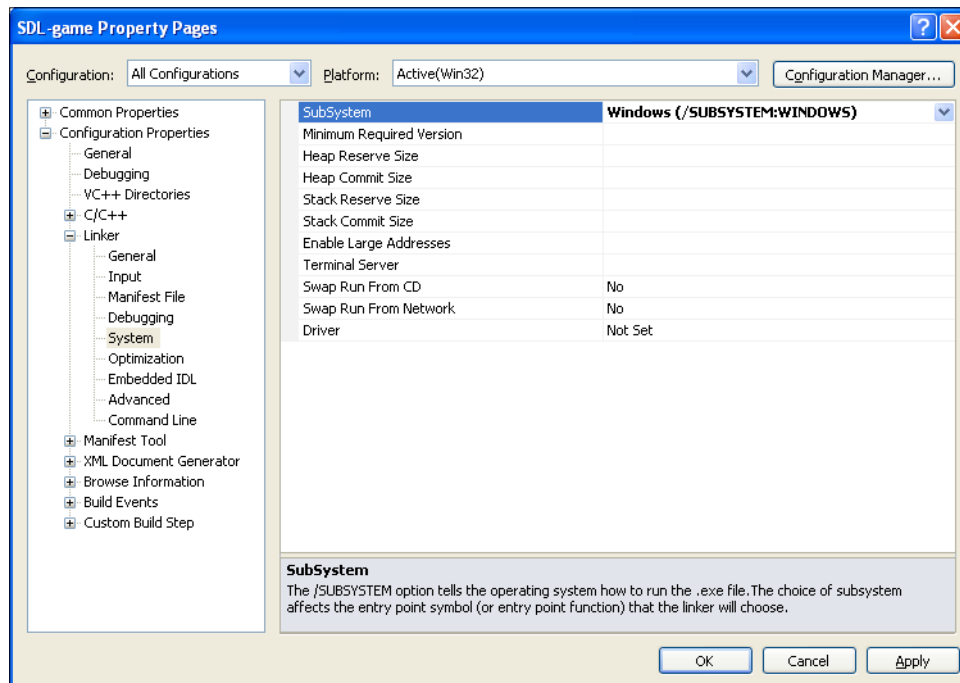 SDL-game Property Pages
Configuration: All Configurations Platform: Active(Win32) Configuration Manager...
Common Properties
Configuration Properties
General
Debugging
VC++ Directories
C/C++
Linker
General
Input
Manifest File
Debugging
System
Optimization
Embedded IDL
Advanced
Command Line
Manifest Tool
XML Document Generator
Browse Information
Build Events
Custom Build Step
SubSystem Windows (/SUBSYSTEM:WINDOWS)
Minimum Required Version
Heap Reserve Size
Heap Commit Size
Stack Reserve Size
Stack Commit Size
Enable Large Addresses
Terminal Server
Swap Run From CD No
Swap Run From Network No
Driver Not Set
SubSystem
The /SUBSYSTEM option tells the operating system how to run the .exe file.The choice of subsystem
affects the entry point symbol (or entry point function) that the linker will choose.
OK Cancel Apply